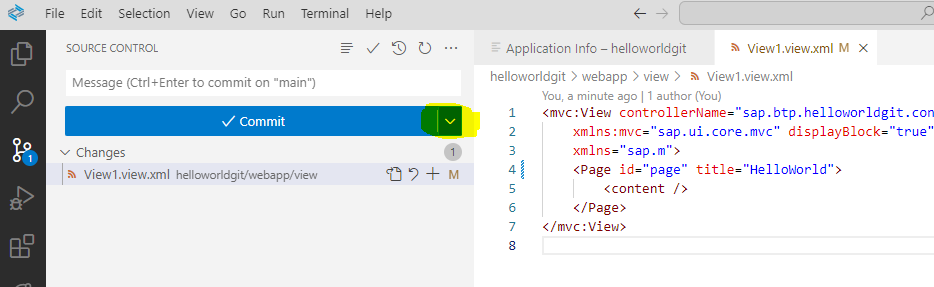 File Edit Selection View Go Run Terminal Help
SOURCE CONTROL
Message (Ctrl+Enter to commit on "main")
Commit
Changes 1
View1.view.xml helloworldgit/webapp/view M
1
Application Info – helloworldgit
View1.view.xml M
helloworldgit > webapp > view > View1.view.xml
You, a minute ago | 1 author (You)
1 <mvc:View controllerName="sap.btp.helloworldgit.con
2 xmlns:mvc="sap.ui.core.mvc" displayBlock="true"
3 xmlns="sap.m">
4 <Page id="page" title="HelloWorld">
5 <content />
6 </Page>
7 </mvc:View>
8